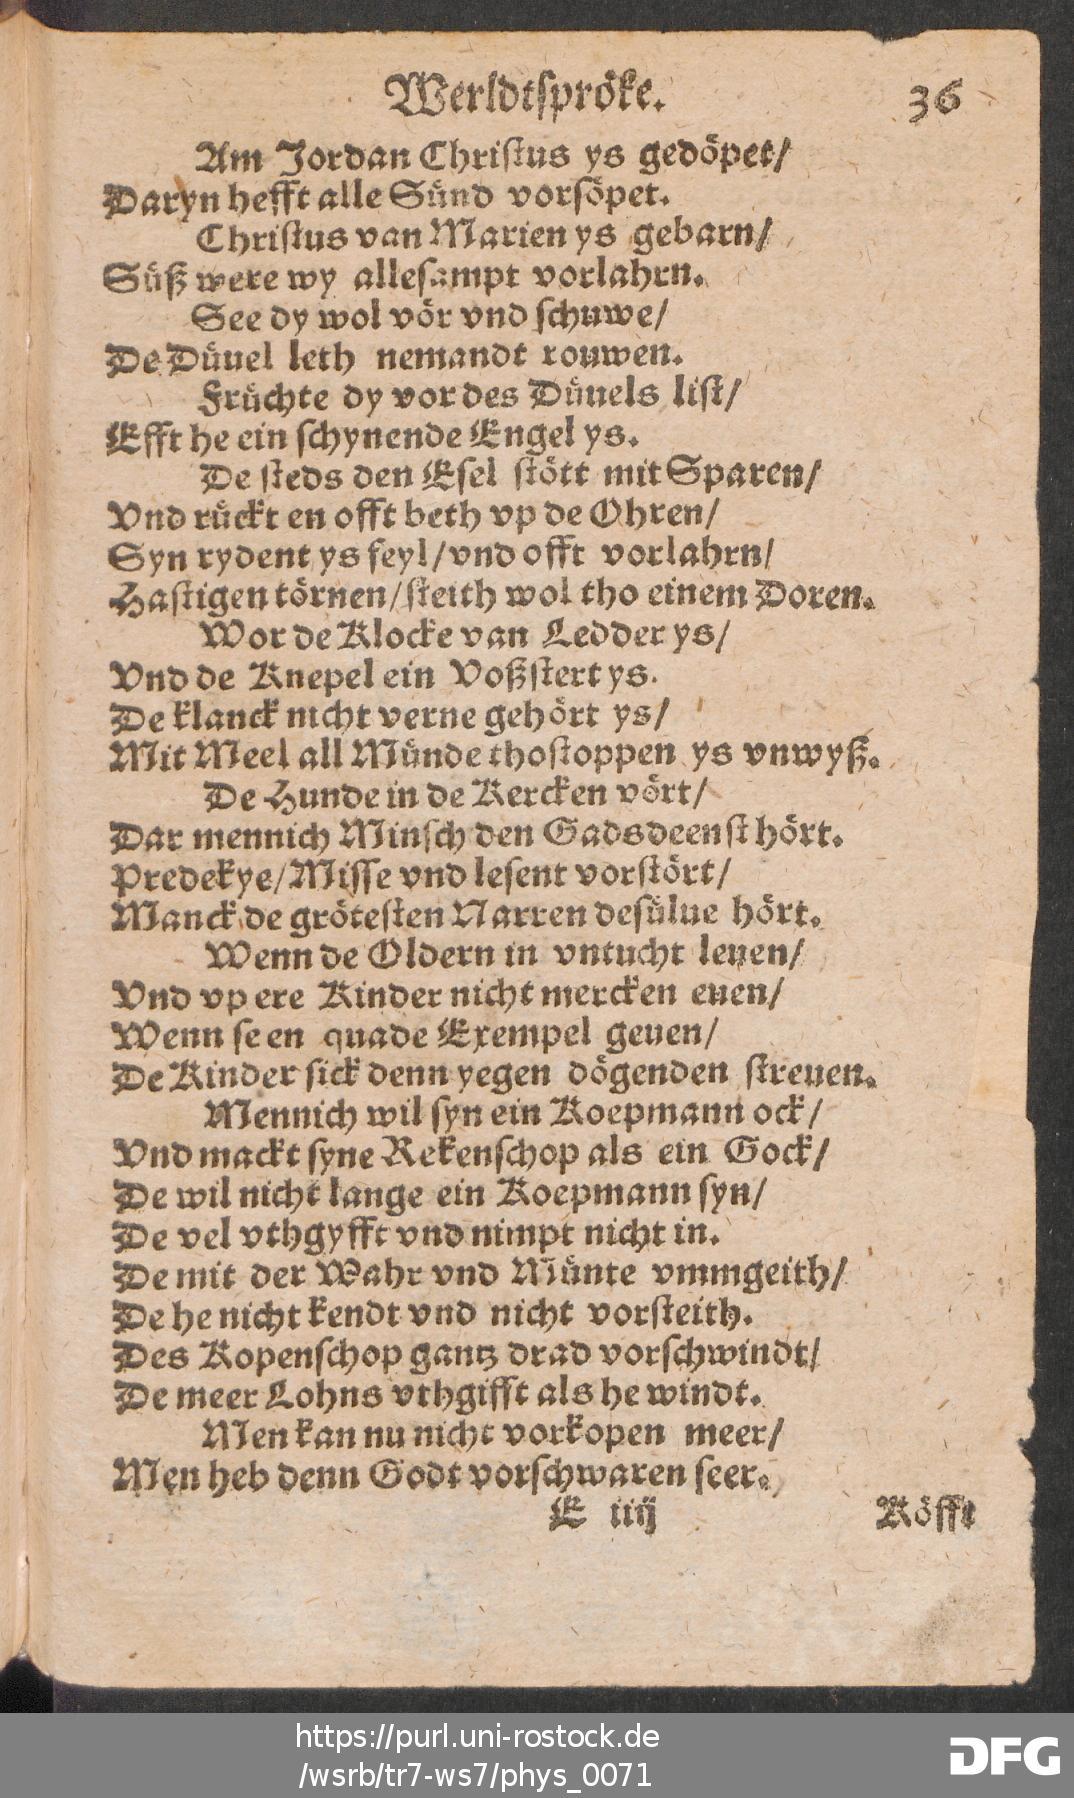 Werldtspröke. 36
Am Jordan Christus ys gedöpet/
Daryn hefft alle Sünd vorsöpet.
Christus van Marien ys gebarn/
Süß were wy allesampt vorlahrn.
See dy wol vör vnd schuwe/
De Düuel leth nemandt rouwen.
Früchte dy vor des Düuels list/
Efft he ein schynende Engel ys.
De steds den Esel stött mit Sparen/
Vnd rückt en offt beth vp de Ohren/
Syn rydent ys feyl/ vnd offt vorlahrn/
Hastigen törnen/ steith wol tho einem Doren.
Wor de Klocke van Ledder ys/
Vnd de Knepel ein Voßstert ys.
De klanck nicht verne gehört ys/
Mit Meel all Münde thostoppen ys vnwyß.
De Hunde in de Kercken vört/
Dar mennich Minsch den Gadsdeenst hört.
Predekye/ Misse vnd lesent vorstört/
Manck de grötesten Narren desülue hört.
Wenn de Oldern in vntucht leuen/
Vnd vp ere Kinder nicht mercken euen/
Wenn se en quade Exempel geuen/
De Kinder sick denn yegen dögenden streuen.
Mennich wil syn ein Koepmann ock/
Vnd mackt syne Rekenschop als ein Gock/
De wil nicht lange ein Koepmann syn/
De vel vthgyfft vnd nimpt nicht in.
De mit der Wahr vnd Münte vmmgeith/
De he nicht kendt vnd nicht vorsteith.
Des Kopenschop gantz drad vorschwindt/
De meer Lohns vthgifft als he windt.
Men kan nu nicht vorkopen meer/
Men heb denn Godt vorschwaren seer.
E iiij Köfft
https://purl.uni-rostock.de
/wsrb/tr7-ws7/phys_0071
DFG